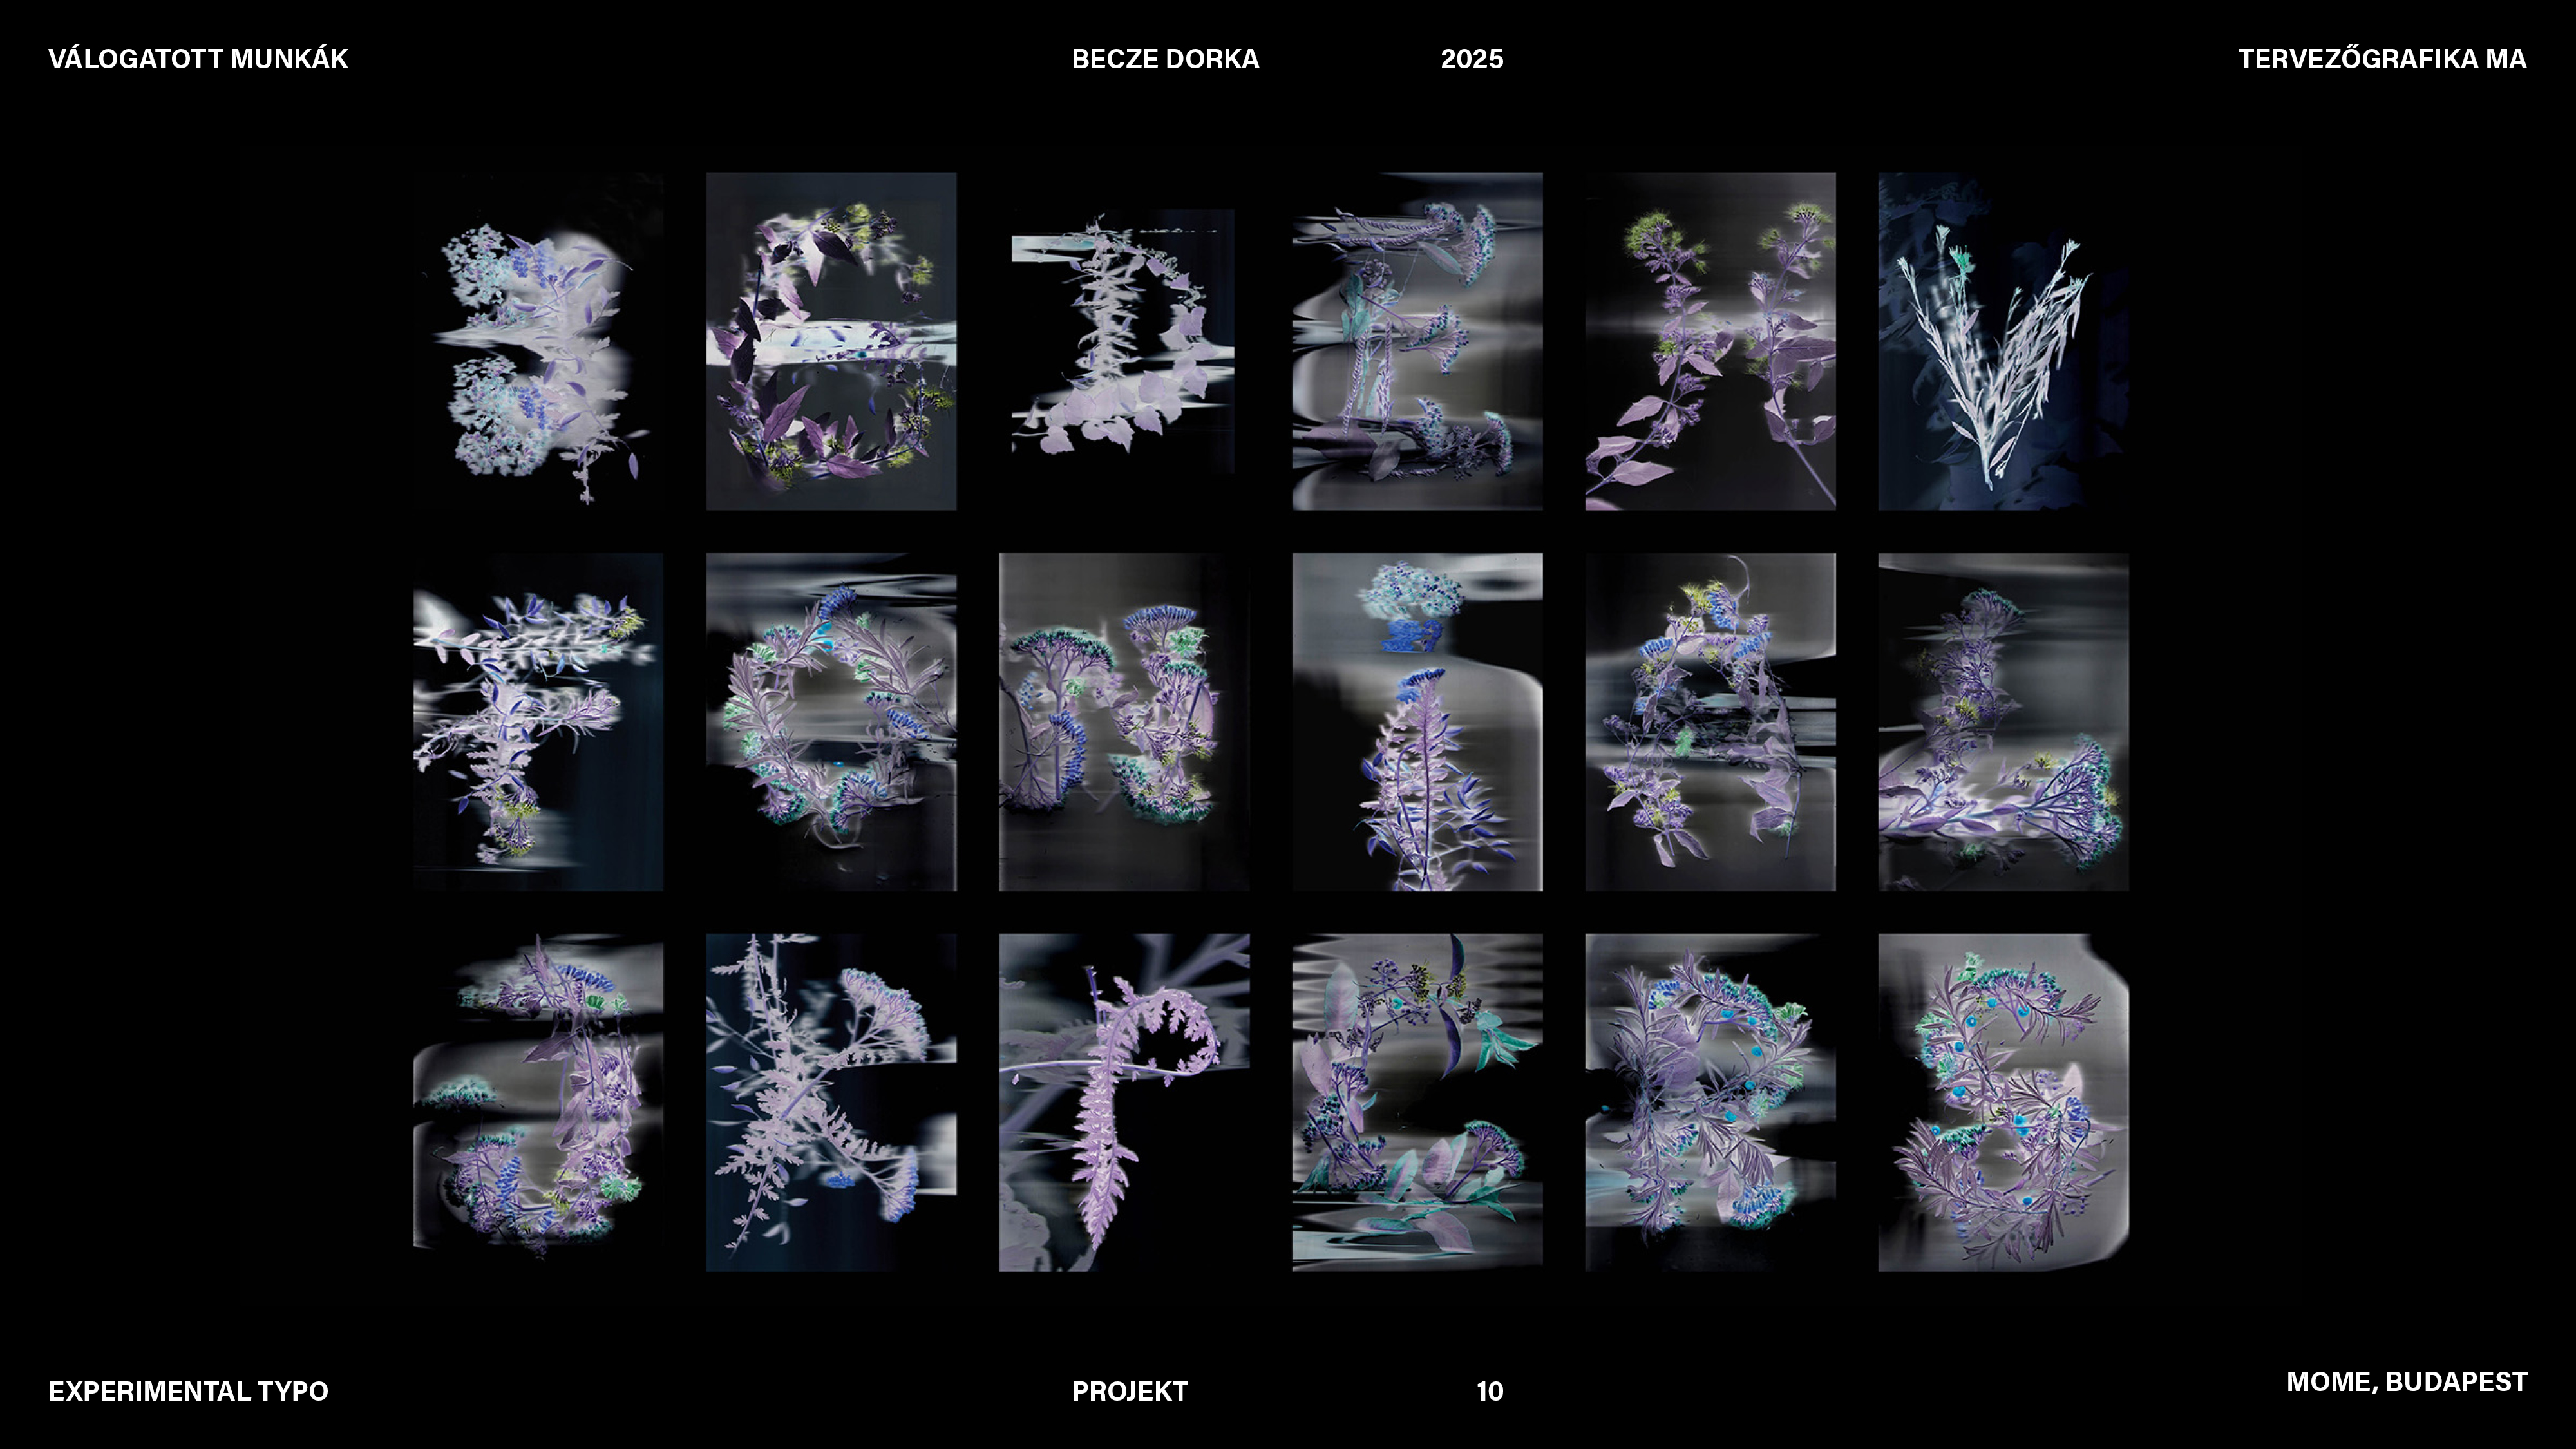 VÁLOGATOTT MUNKÁK
BECZE DORKA
2025
TERVEZŐGRAFIKA MA
B G D E X V
T O N I A L
J K P C R S
EXPERIMENTAL TYPO
PROJEKT
10
MOME, BUDAPEST